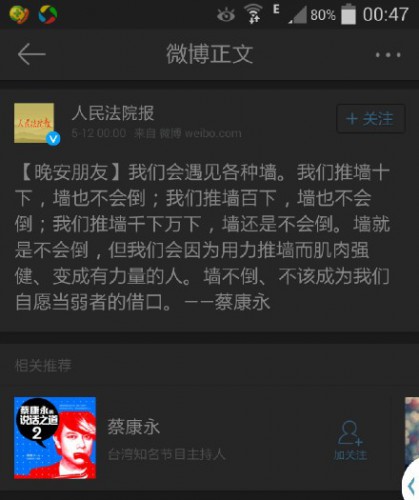 E 80% 00:47
微博正文
人民法院报
+ 关注
5-12 00:00 来自 微博 weibo.com
【晚安朋友】我们会遇见各种墙。我们推墙十
下，墙也不会倒；我们推墙百下，墙也不会
倒；我们推墙千下万下，墙还是不会倒。墙就
是不会倒，但我们会因为用力推墙而肌肉强
健、变成有力量的人。墙不倒、不该成为我们
自愿当弱者的借口。——蔡康永
相关推荐
蔡康永的
说话之道
2
蔡康永
台湾知名节目主持人
加关注